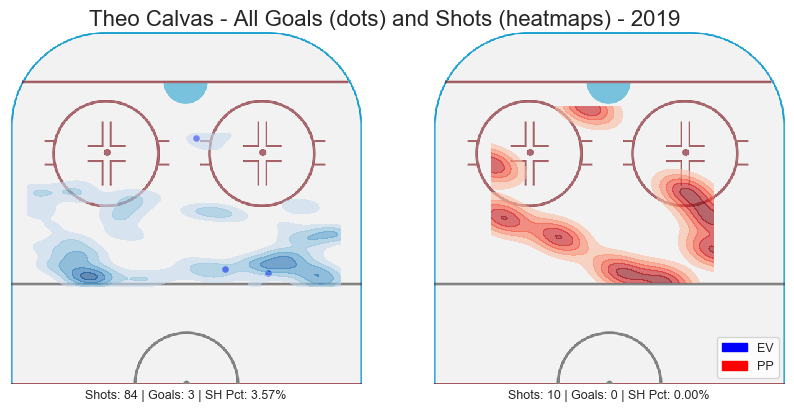 Theo Calvas - All Goals (dots) and Shots (heatmaps) - 2019
EV
PP
Shots: 84 | Goals: 3 | SH Pct: 3.57%
Shots: 10 | Goals: 0 | SH Pct: 0.00%